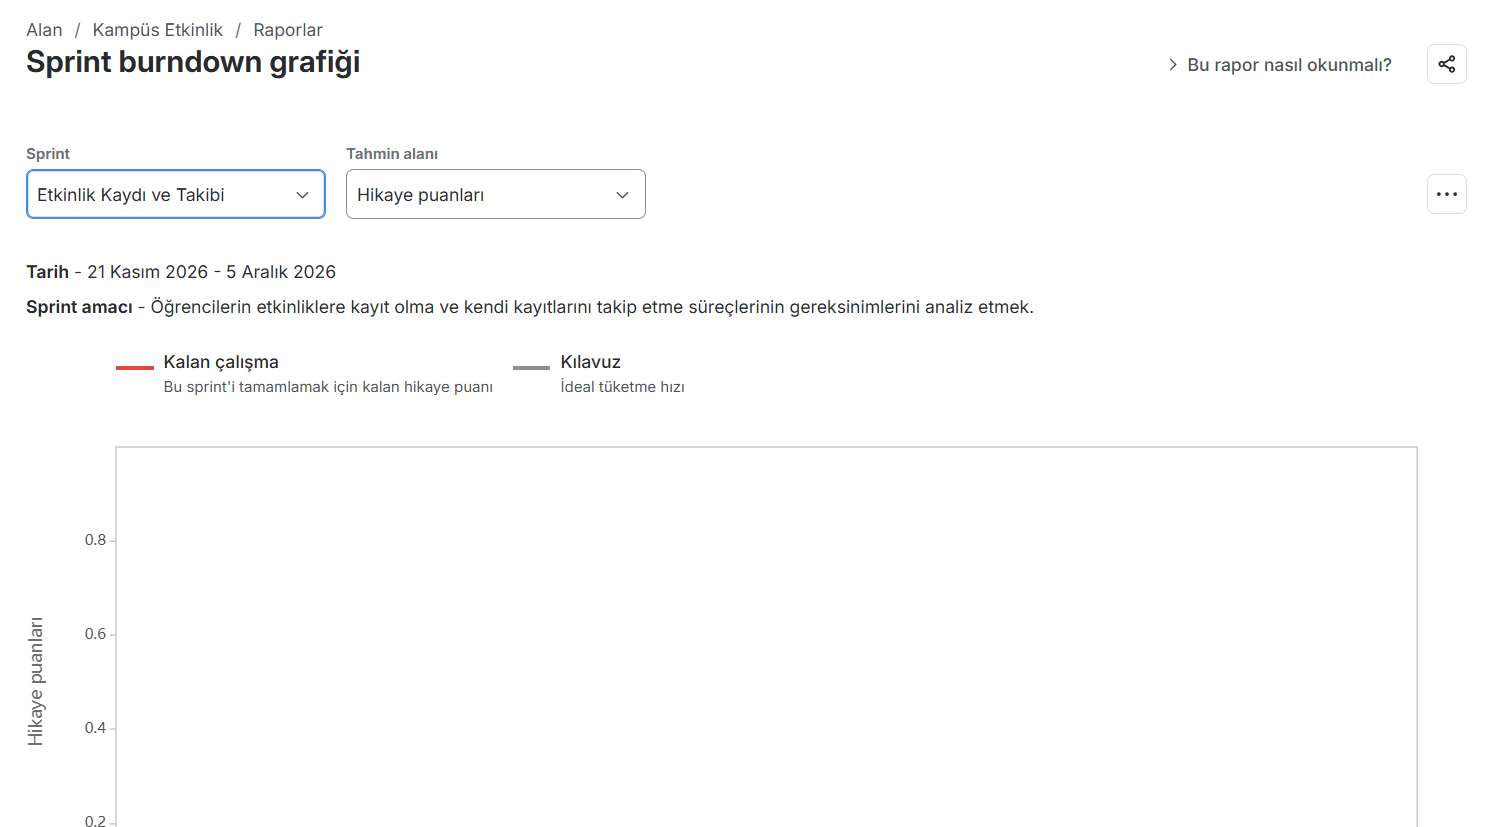 Alan / Kampüs Etkinlik / Raporlar
Sprint burndown grafiği
Bu rapor nasıl okunmalı?
Sprint
Tahmin alanı
Etkinlik Kaydı ve Takibi
Hikaye puanları
Tarih - 21 Kasım 2026 - 5 Aralık 2026
Sprint amacı - Öğrencilerin etkinliklere kayıt olma ve kendi kayıtlarını takip etme süreçlerinin gereksinimlerini analiz etmek.
Kalan çalışma
Bu sprint'i tamamlamak için kalan hikaye puanı
Kılavuz
İdeal tüketme hızı
0.8
0.6
0.4
0.2
Hikaye puanları